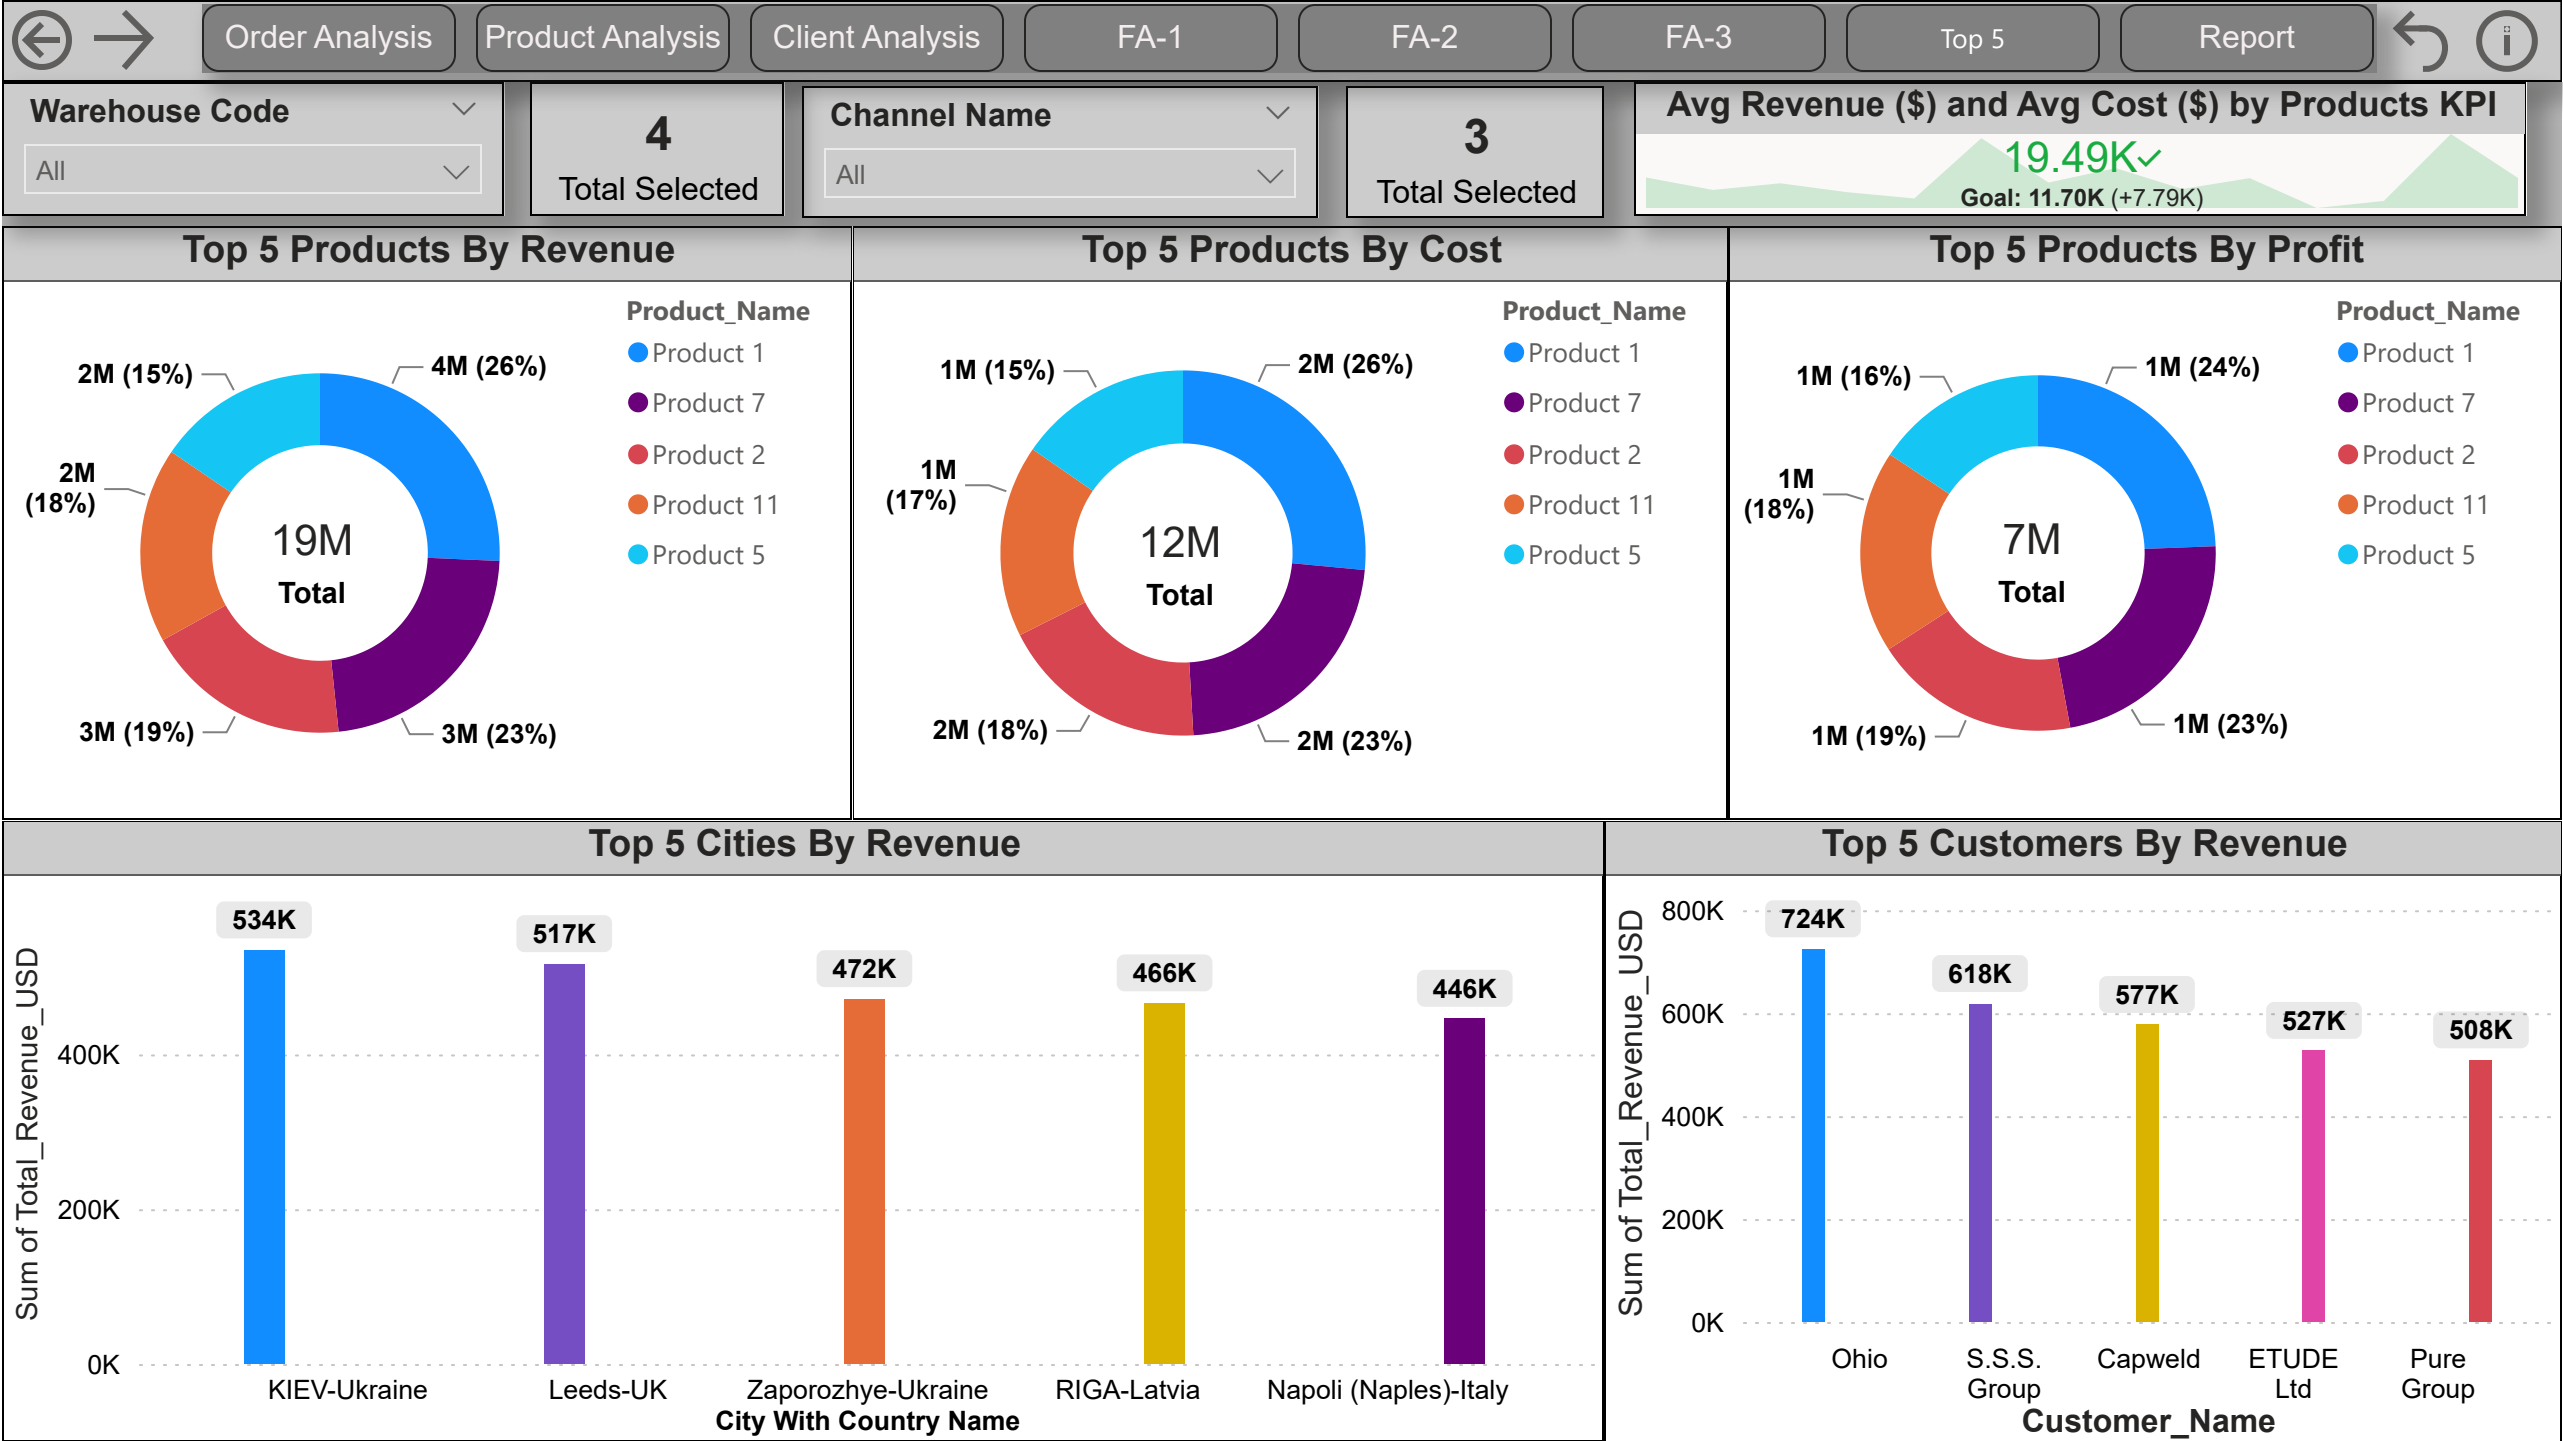 Order Analysis
Product Analysis
Client Analysis
FA-1
FA-2
FA-3
Top 5
Report
Warehouse Code
All
4
Total Selected
Channel Name
All
3
Total Selected
Avg Revenue ($) and Avg Cost ($) by Products KPI
19.49K
Goal: 11.70K (+7.79K)
Top 5 Products By Revenue
Product_Name
Product 1
Product 7
Product 2
Product 11
Product 5
4M (26%)
3M (23%)
3M (19%)
2M
(18%)
2M (15%)
19M
Total
Top 5 Products By Cost
Product_Name
Product 1
Product 7
Product 2
Product 11
Product 5
2M (26%)
2M (23%)
2M (18%)
1M
(17%)
1M (15%)
12M
Total
Top 5 Products By Profit
Product_Name
Product 1
Product 7
Product 2
Product 11
Product 5
1M (24%)
1M (23%)
1M (19%)
1M
(18%)
1M (16%)
7M
Total
Top 5 Cities By Revenue
Sum of Total_Revenue_USD
400K
200K
0K
534K
517K
472K
466K
446K
KIEV-Ukraine
Leeds-UK
Zaporozhye-Ukraine
RIGA-Latvia
Napoli (Naples)-Italy
City With Country Name
Top 5 Customers By Revenue
Sum of Total_Revenue_USD
800K
600K
400K
200K
0K
724K
618K
577K
527K
508K
Ohio
S.S.S.
Group
Capweld
ETUDE
Ltd
Pure
Group
Customer_Name